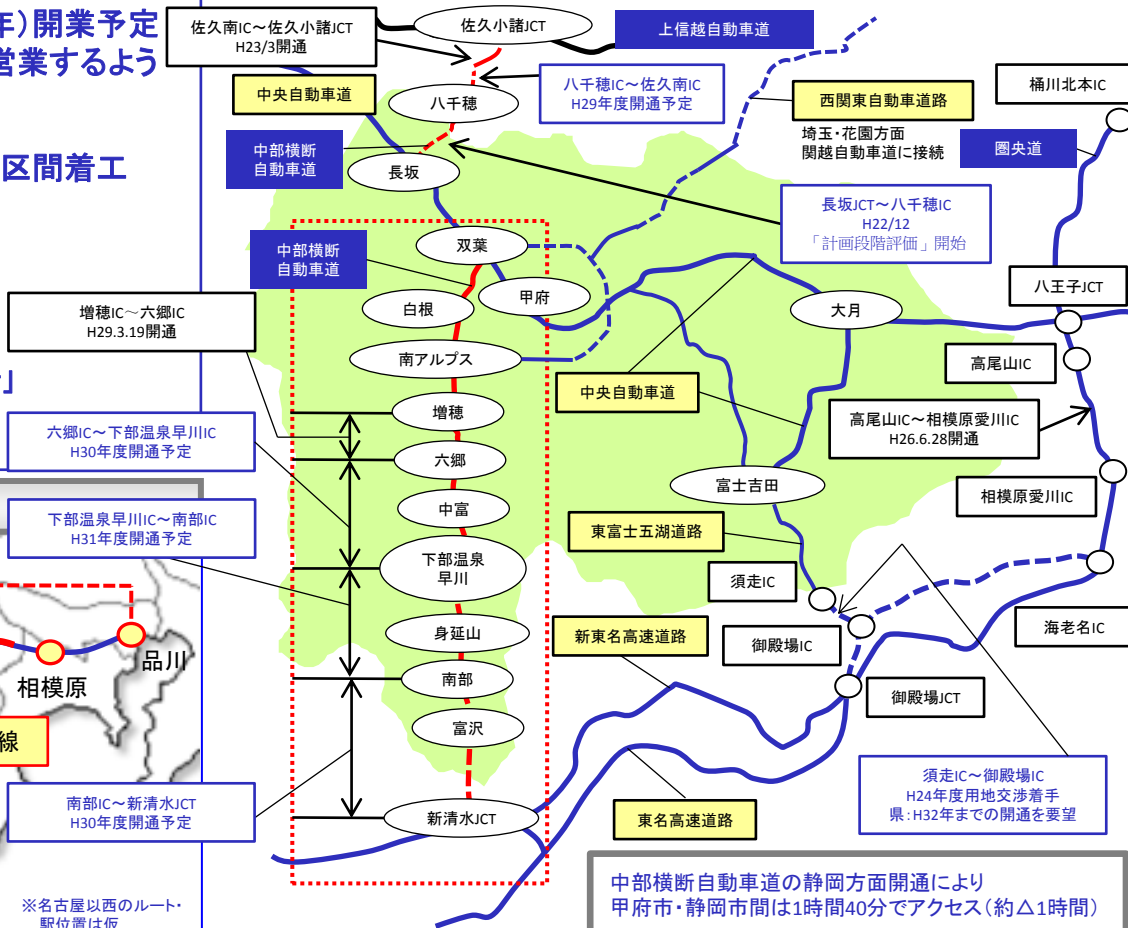 年)開業予定
営業するよう
区間着工
」
佐久南IC～佐久小諸JCT
H23/3開通
佐久小諸JCT
上信越自動車道
中央自動車道
八千穂
八千穂IC～佐久南IC
H29年度開通予定
西関東自動車道路
埼玉・花園方面
関越自動車道に接続
桶川北本IC
圏央道
中部横断
自動車道
長坂
長坂JCT～八千穂IC
H22/12
「計画段階評価」開始
中部横断
自動車道
双葉
甲府
白根
大月
八王子JCT
増穂IC～六郷IC
H29.3.19開通
南アルプス
高尾山IC
中央自動車道
増穂
高尾山IC～相模原愛川IC
H26.6.28開通
六郷IC～下部温泉早川IC
H30年度開通予定
六郷
富士吉田
相模原愛川IC
中富
下部温泉早川IC～南部IC
H31年度開通予定
東富士五湖道路
下部温泉
早川
須走IC
身延山
新東名高速道路
御殿場IC
海老名IC
品川
相模原
南部
御殿場JCT
富沢
線
南部IC～新清水JCT
H30年度開通予定
新清水JCT
東名高速道路
須走IC～御殿場IC
H24年度用地交渉着手
県：H32年までの開通を要望
※名古屋以西のルート・
駅位置は仮
中部横断自動車道の静岡方面開通により
甲府市・静岡市間は1時間40分でアクセス(約△1時間)